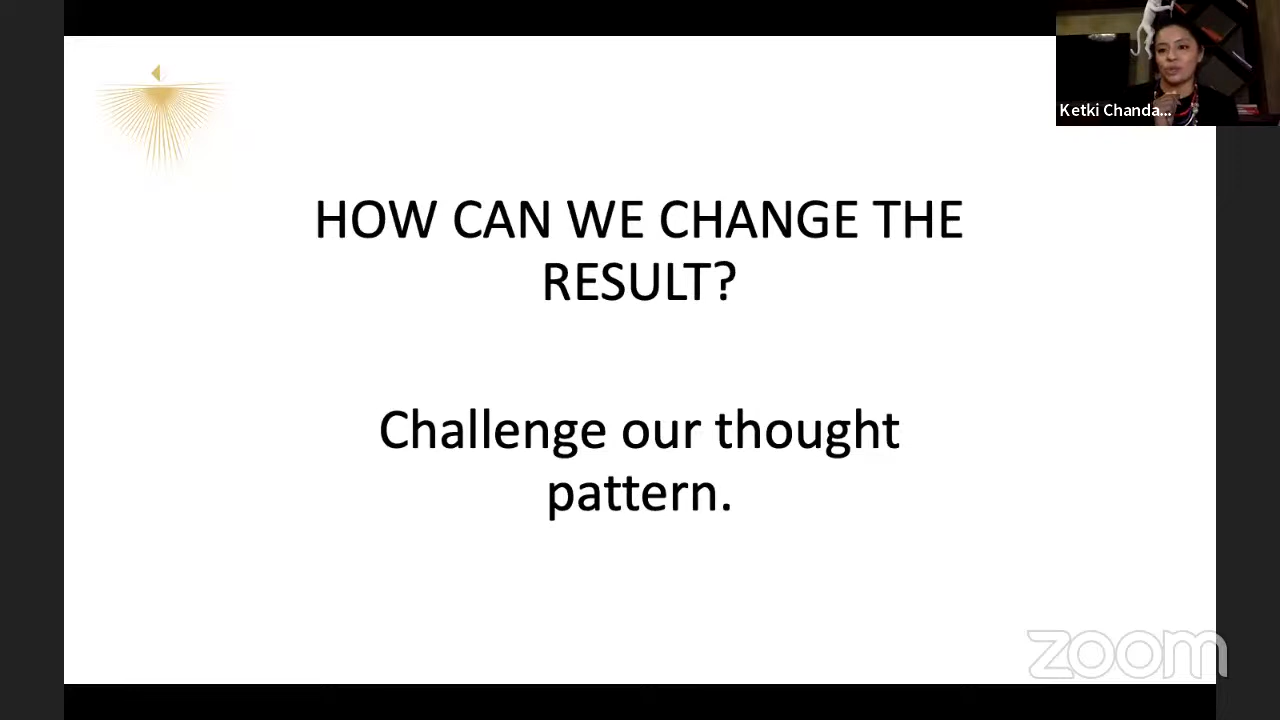 Ketki Chanda...
HOW CAN WE CHANGE THE
RESULT?
Challenge our thought
pattern.
zoom